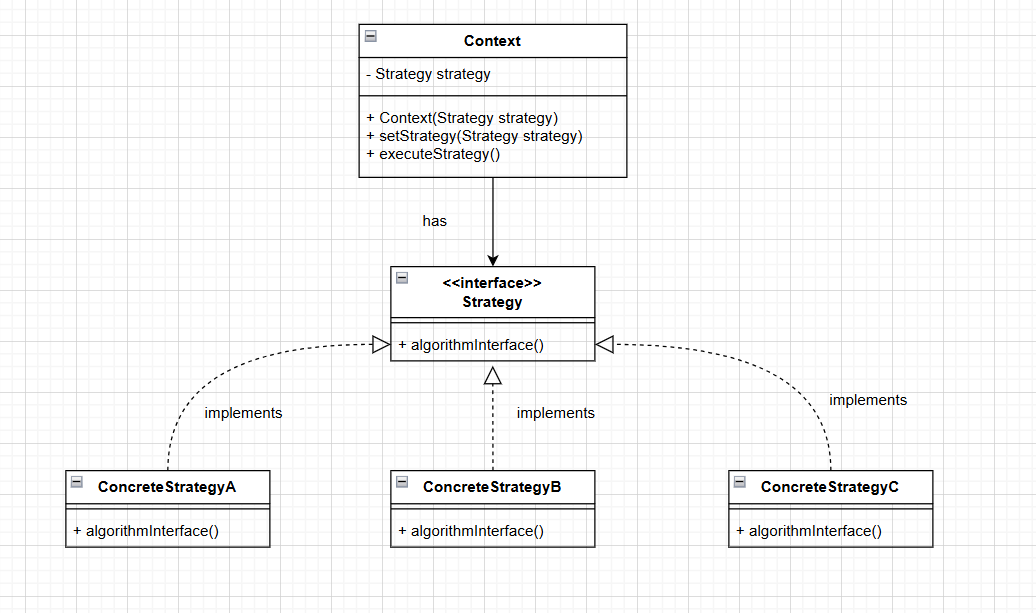 Context
- Strategy strategy
+ Context(Strategy strategy)
+ setStrategy(Strategy strategy)
+ executeStrategy()
has
<<interface>>
Strategy
+ algorithmInterface()
implements
implements
implements
ConcreteStrategyA
+ algorithmInterface()
ConcreteStrategyB
+ algorithmInterface()
ConcreteStrategyC
+ algorithmInterface()